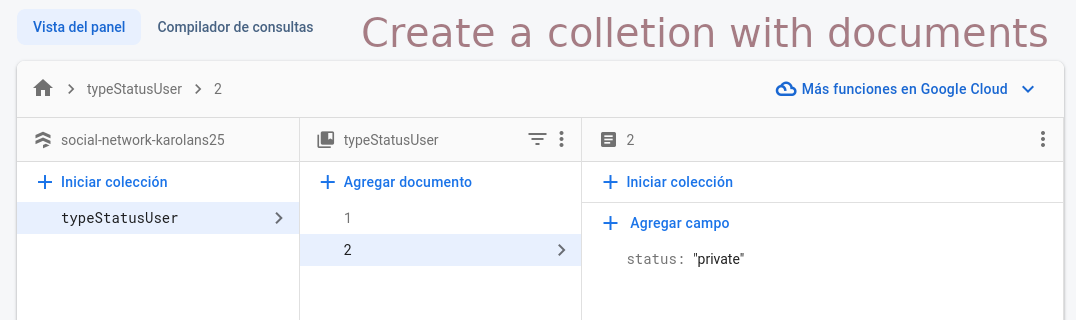 Vista del panel
Compilador de consultas
Create a colletion with documents
typeStatusUser
2
Más funciones en Google Cloud
social-network-karolans25
typeStatusUser
2
Iniciar colección
Agregar documento
Iniciar colección
typeStatusUser
1
Agregar campo
2
status: "private"